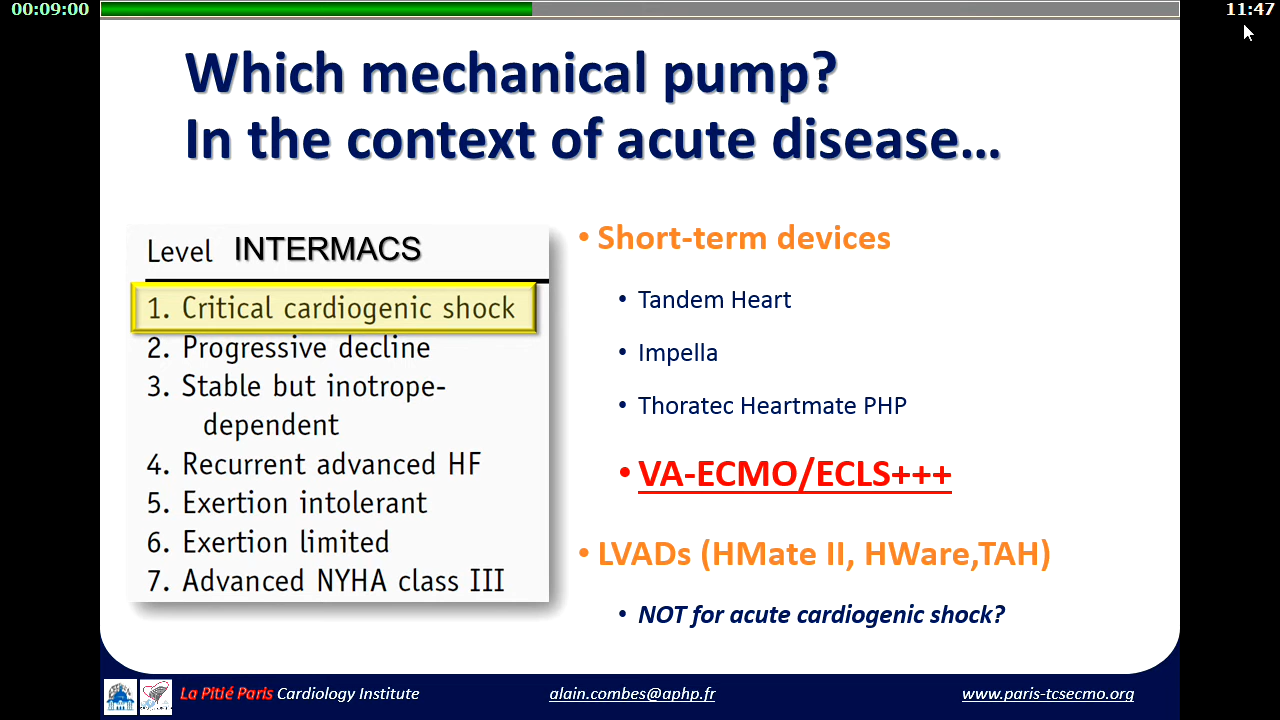 00:09:00
11:47
Which mechanical pump?
In the context of acute disease…
Level INTERMACS
1. Critical cardiogenic shock
2. Progressive decline
3. Stable but inotrope-
dependent
4. Recurrent advanced HF
5. Exertion intolerant
6. Exertion limited
7. Advanced NYHA class III
• Short-term devices
• Tandem Heart
• Impella
• Thoratec Heartmate PHP
• VA-ECMO/ECLS+++
• LVADs (HMate II, HWare,TAH)
• NOT for acute cardiogenic shock?
La Pitié Paris Cardiology Institute
alain.combes@aphp.fr
www.paris-tcsecmo.org